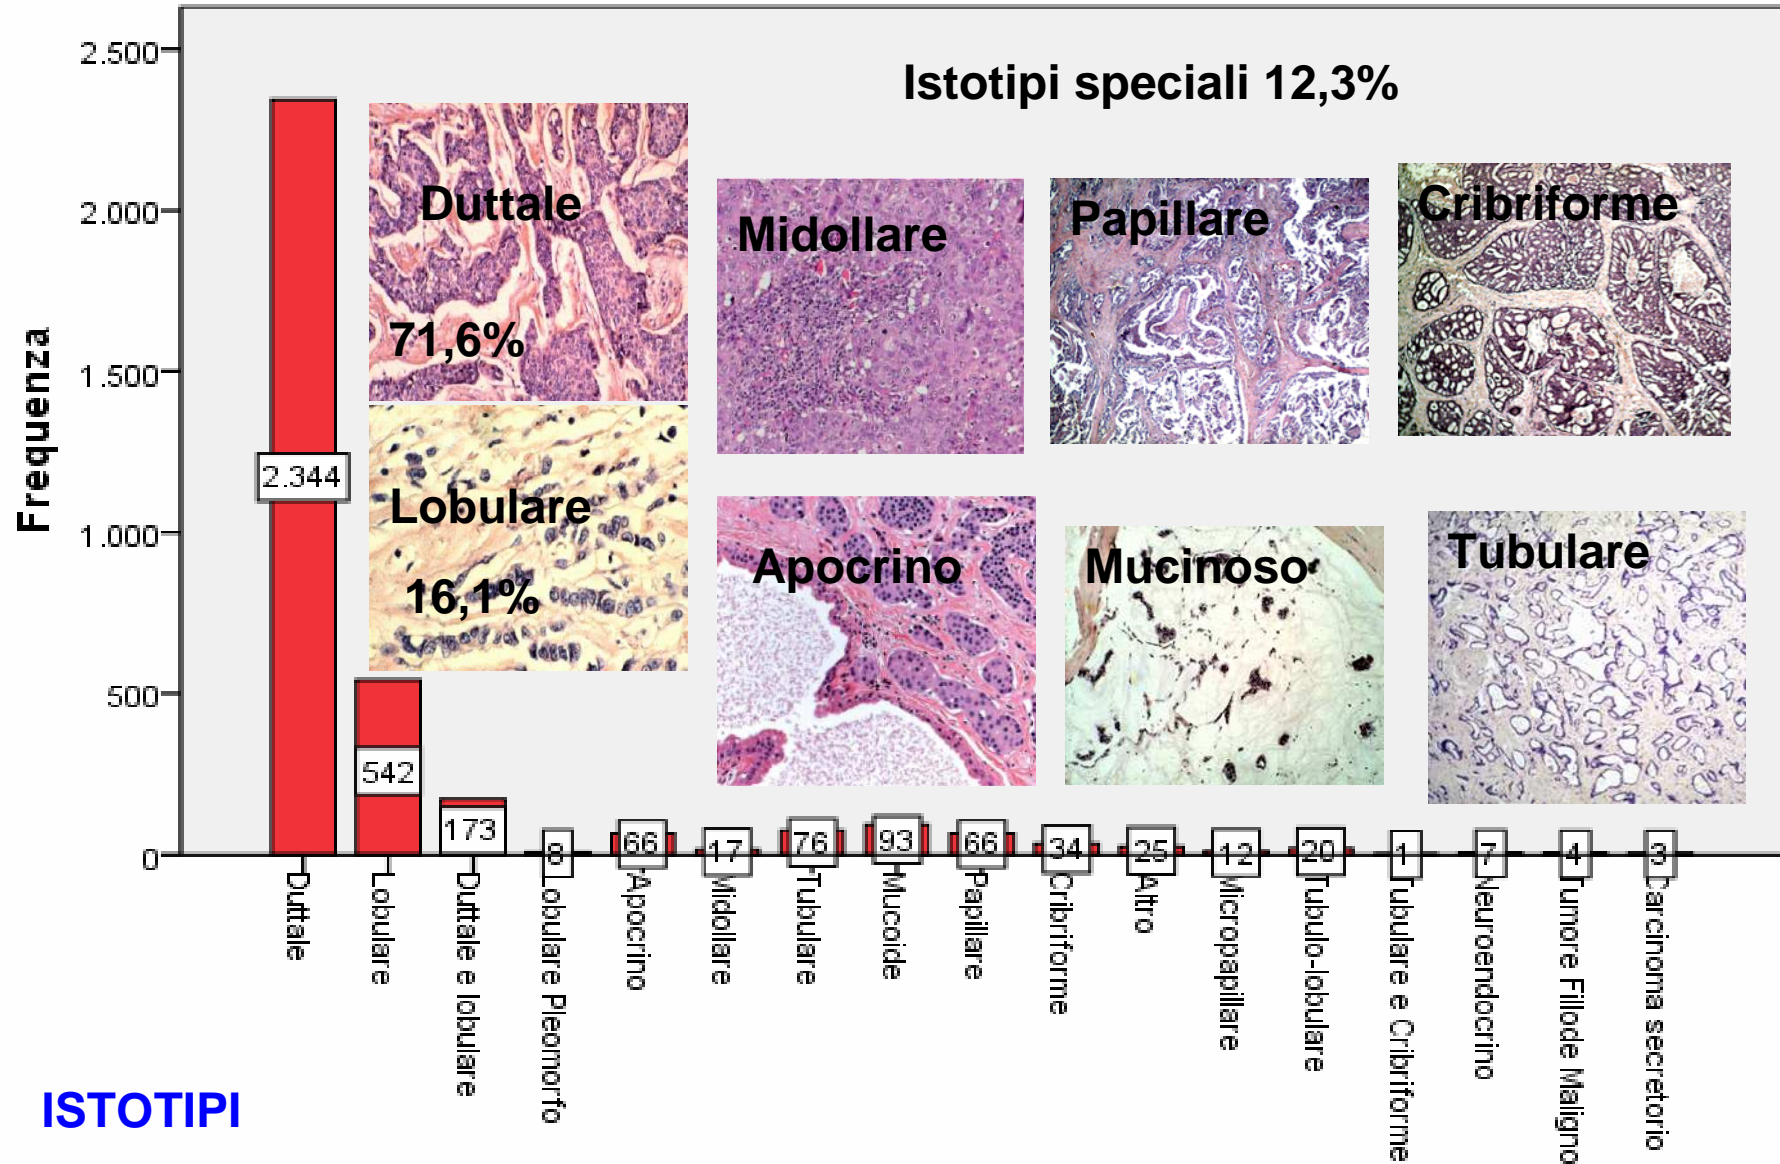 Istotipi speciali 12,3%
Frequenza
2.500
2.000
1.500
1.000
500
0
Duttale
71,6%
Lobulare
16,1%
Midollare
Papillare
Cribriforme
Apocrino
Mucinoso
Tubulare
2.344
542
173
8
66
17
76
93
66
34
25
12
20
1
7
4
3
Duttale
Lobulare
Duttale e lobulare
Lobulare Pleomorfo
Apocrino
Midollare
Tubulare
Mucoide
Papillare
Cribriforme
Altro
Micropapillare
Tubulo-lobulare
Tubulare e Cribriforme
Neuroendocrino
Tumore Fillode Maligno
Carcinoma secretorio
ISTOTIPI